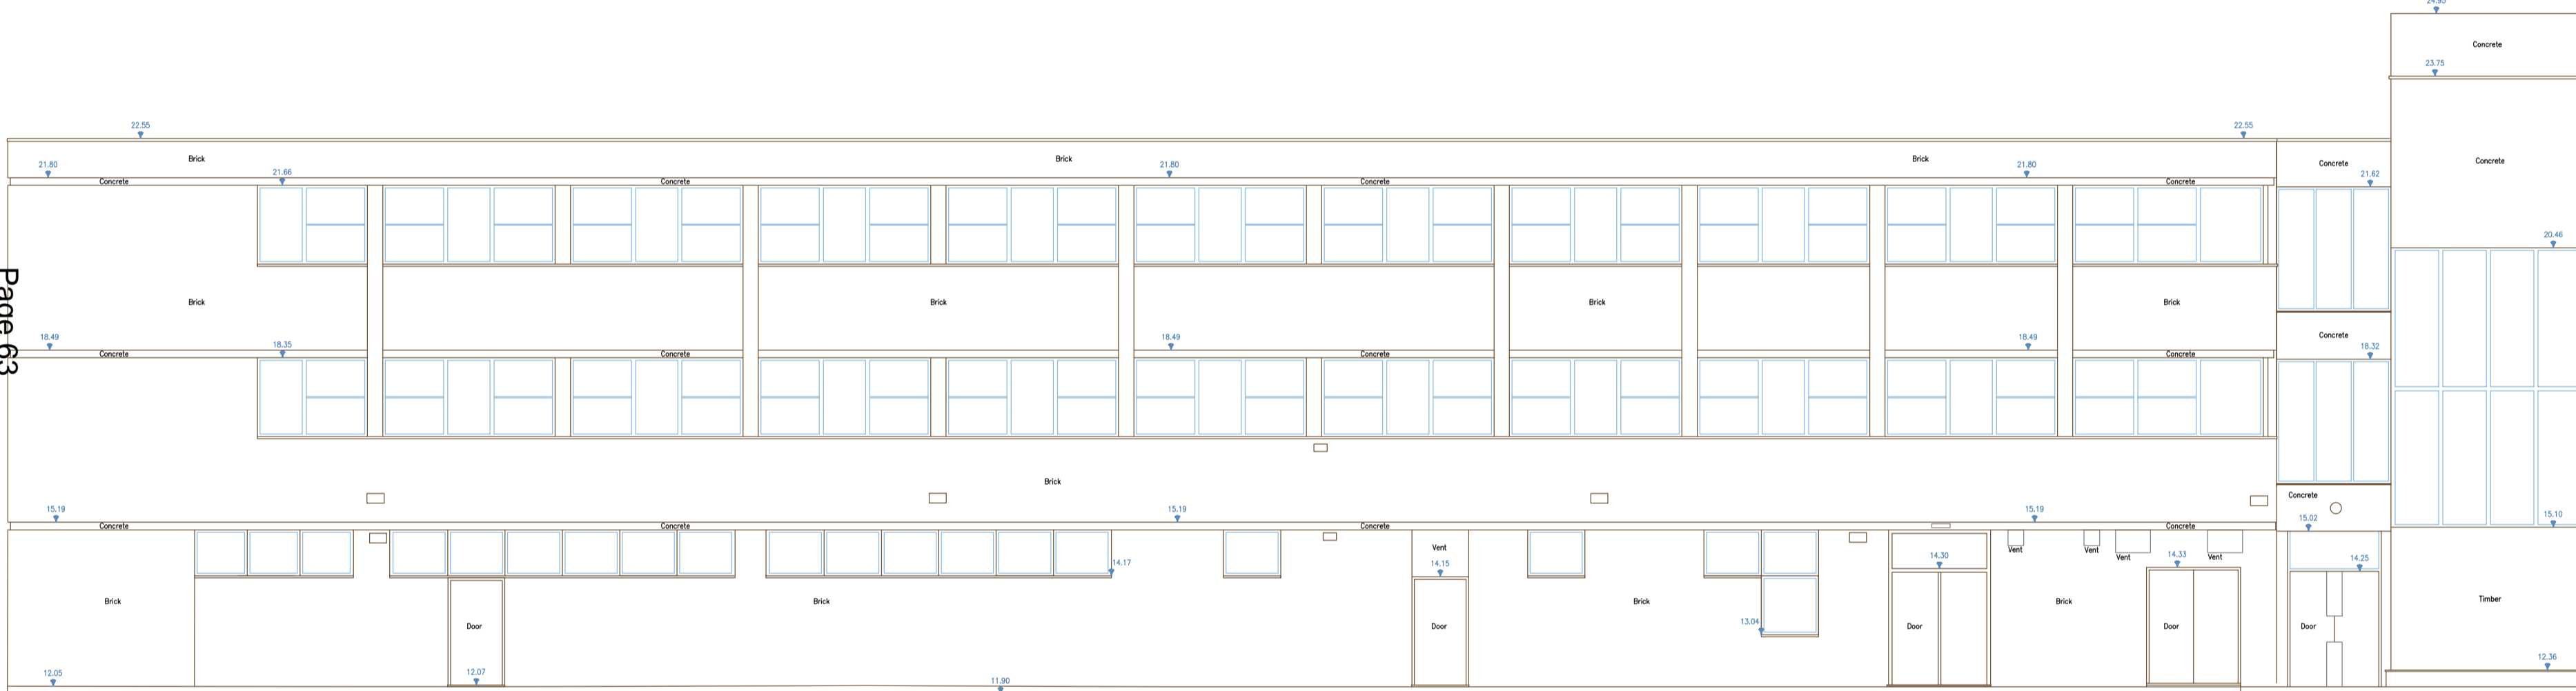 24.95
Concrete
23.75
22.55
22.55
Brick
Brick
Brick
Concrete
Concrete
21.80
21.66
21.80
21.80
21.62
Concrete
Concrete
Concrete
Concrete
20.46
Page 63
Brick
Brick
Brick
Brick
18.49
18.35
18.49
18.49
Concrete
18.32
Concrete
Concrete
Concrete
Concrete
Brick
Concrete
15.19
15.19
15.19
15.02
15.10
Concrete
Concrete
Concrete
Concrete
Vent
Vent
Vent
Vent
Vent
14.17
14.15
14.30
14.33
14.25
Brick
Brick
Brick
Brick
Timber
13.04
Door
Door
Door
Door
Door
12.05
12.07
11.90
12.36